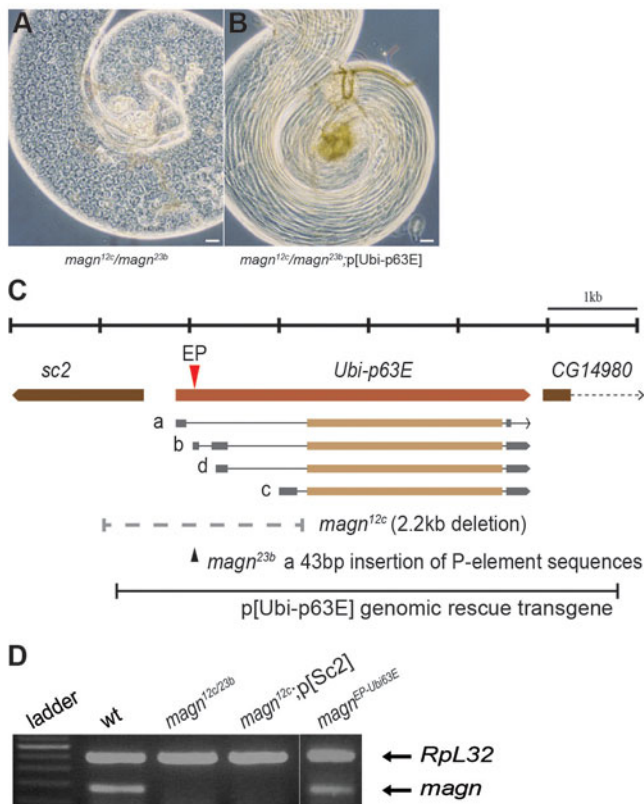 A
B
magn12c/magn23b
magn12c/magn23b;p[Ubi-p63E]
C
1kb
EP
sc2
Ubi-p63E
CG14980
a
b
d
c
magn12c (2.2kb deletion)
magn23b a 43bp insertion of P-element sequences
p[Ubi-p63E] genomic rescue transgene
D
ladder
wt
magn12c/23b
magn12c-;p[Sc2]
magnEP-Ubi63E
RpL32
magn